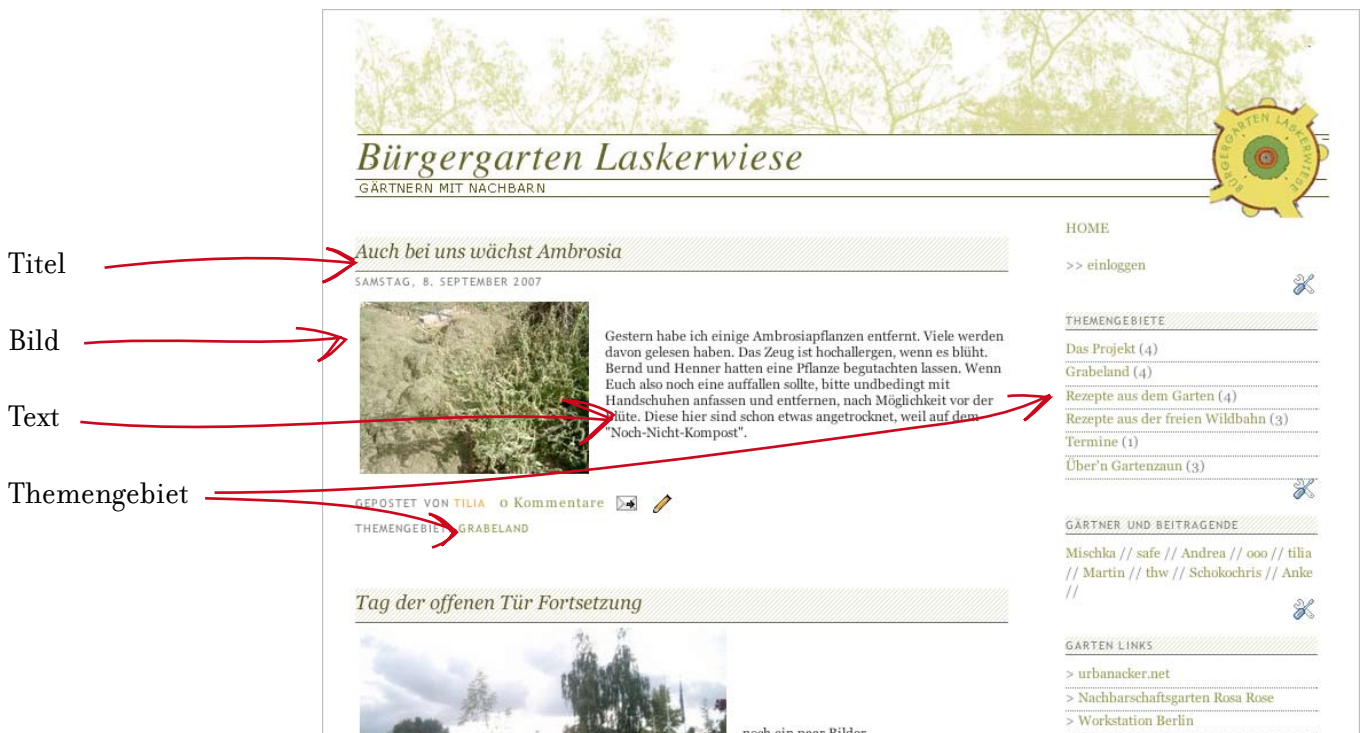 Bürgergarten Laskerwiese
GÄRTNERN MIT NACHBARN
BÜRGERGARTEN LASKERWIESE
Titel
Bild
Text
Themengebiet
Auch bei uns wächst Ambrosia
SAMSTAG, 8. SEPTEMBER 2007
Gestern habe ich einige Ambrosiapflanzen entfernt. Viele werden
davon gelesen haben. Das Zeug ist hochallergen, wenn es blüht.
Bernd und Henner hatten eine Pflanze begutachten lassen. Wenn
Euch also noch eine auffallen sollte, bitte undbedingt mit
Handschuhen anfassen und entfernen, nach Möglichkeit vor der
Blüte. Diese hier sind schon etwas angetrocknet, weil auf dem
"Noch-Nicht-Kompost".
GEPOSTET VON TILIA 0 Kommentare
THEMENGEBIET: GRABELAND
Tag der offenen Tür Fortsetzung
noch ein paar Bilder
HOME
>> einloggen
THEMENGEBIETE
Das Projekt (4)
Grabeland (4)
Rezepte aus dem Garten (4)
Rezepte aus der freien Wildbahn (3)
Termine (1)
Über'n Gartenzaun (3)
GÄRTNER UND BEITRAGENDE
Mischka // safe // Andrea // ooo // tilia
// Martin // thw // Schokochris // Anke
//
GARTEN LINKS
> urbanacker.net
> Nachbarschaftsgarten Rosa Rose
> Workstation Berlin